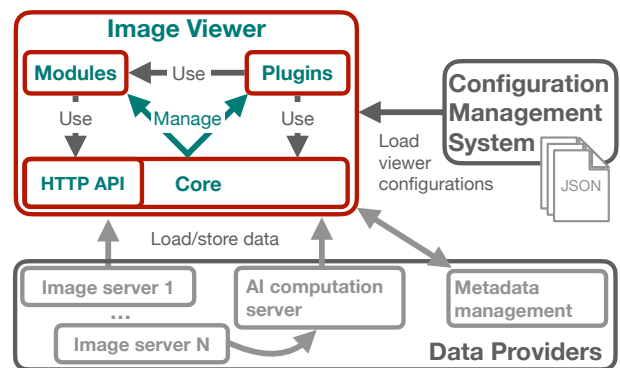 Image Viewer
Modules
Use
Plugins
Use
Manage
Use
HTTP API
Core
Configuration
Management
System
JSON
Load
viewer
configurations
Load/store data
Image server 1
...
Image server N
AI computation
server
Metadata
management
Data Providers